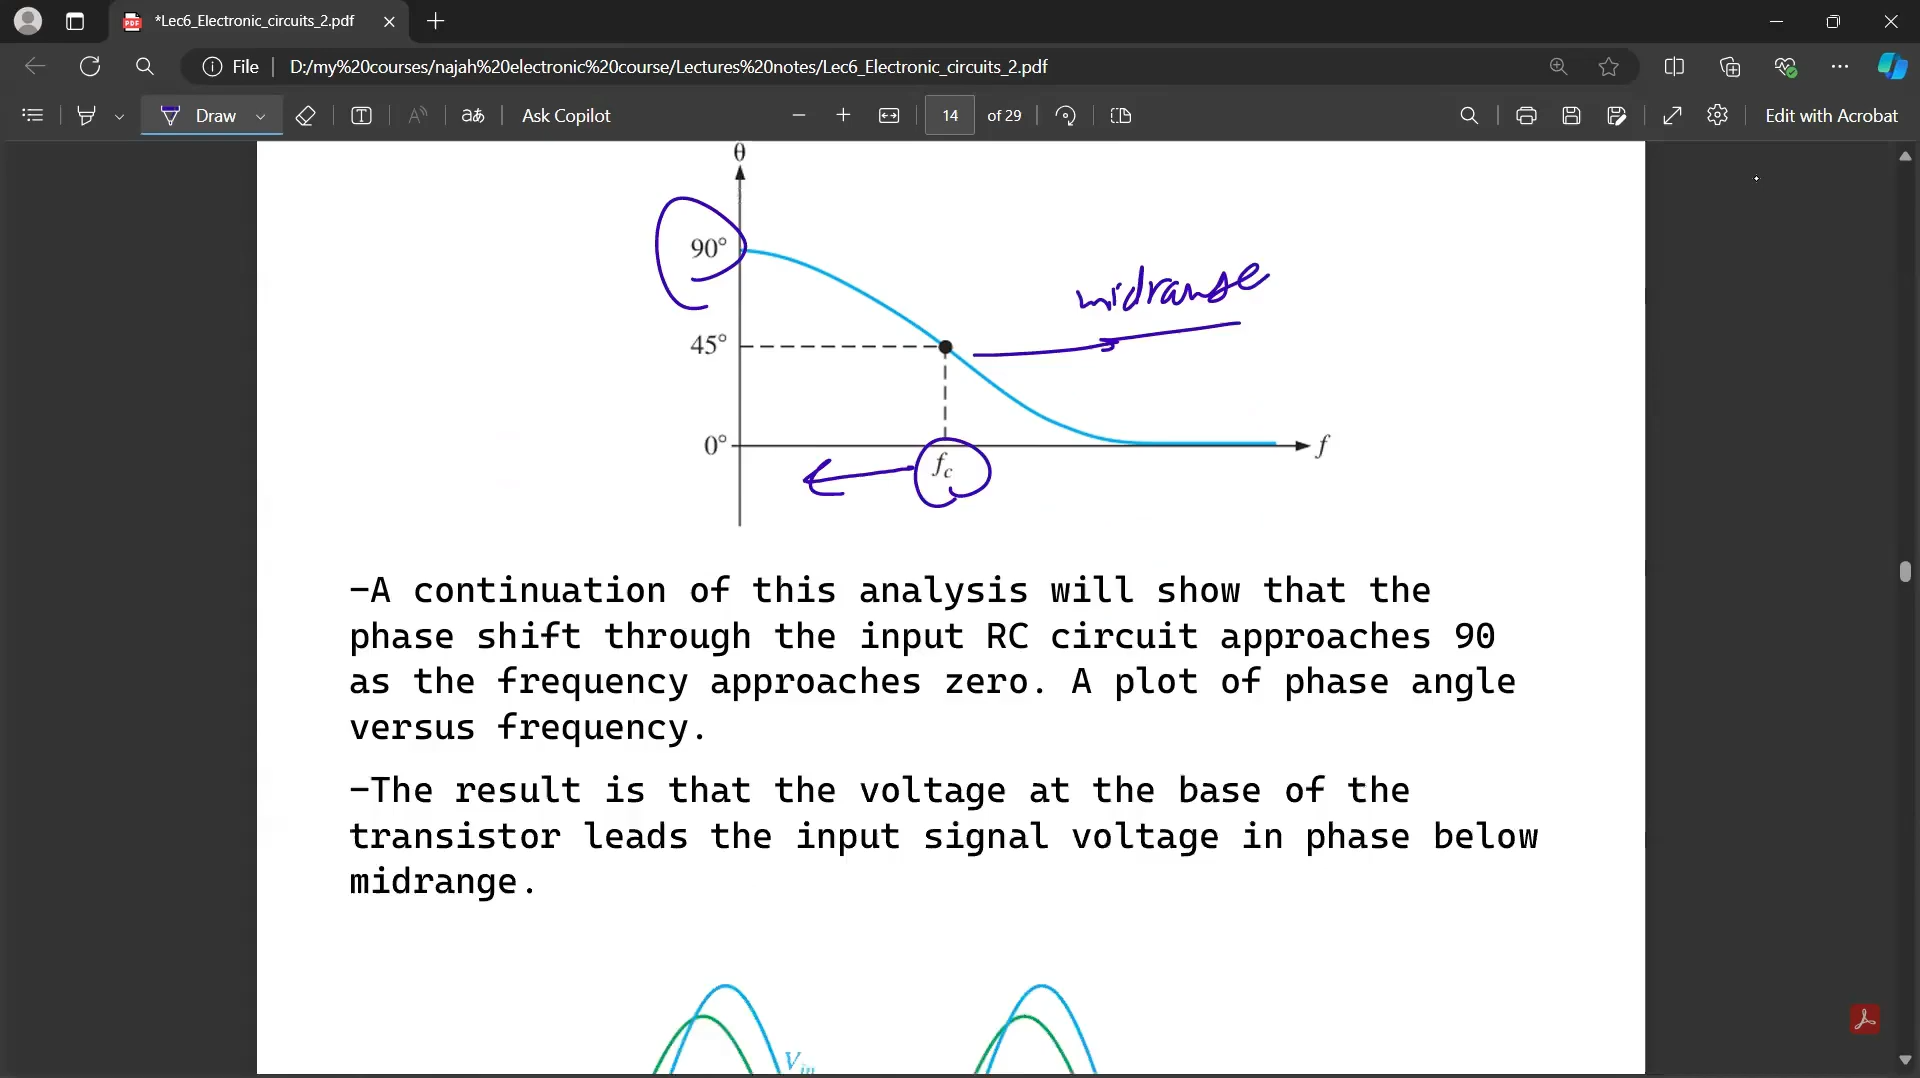 *Lec6_Electronic_circuits_2.pdf
File
D:/my%20courses/najah%20electronic%20course/Lectures%20notes/Lec6_Electronic_circuits_2.pdf
Draw
aあ
Ask Copilot
14 of 29
Edit with Acrobat
θ
90°
midrange
45°
0°
f
fc
−A continuation of this analysis will show that the
phase shift through the input RC circuit approaches 90
as the frequency approaches zero. A plot of phase angle
versus frequency.
−The result is that the voltage at the base of the
transistor leads the input signal voltage in phase below
midrange.
Vin